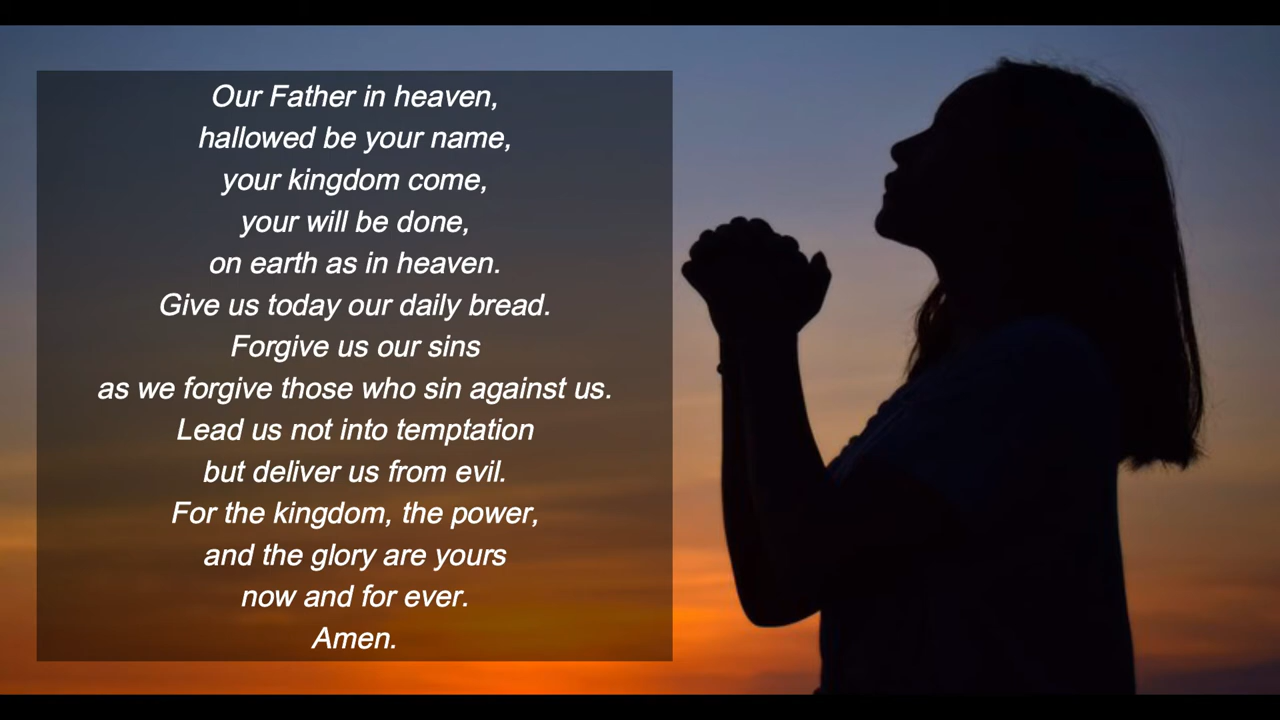 Our Father in heaven,
hallowed be your name,
your kingdom come,
your will be done,
on earth as in heaven.
Give us today our daily bread.
Forgive us our sins
as we forgive those who sin against us.
Lead us not into temptation
but deliver us from evil.
For the kingdom, the power,
and the glory are yours
now and for ever.
Amen.